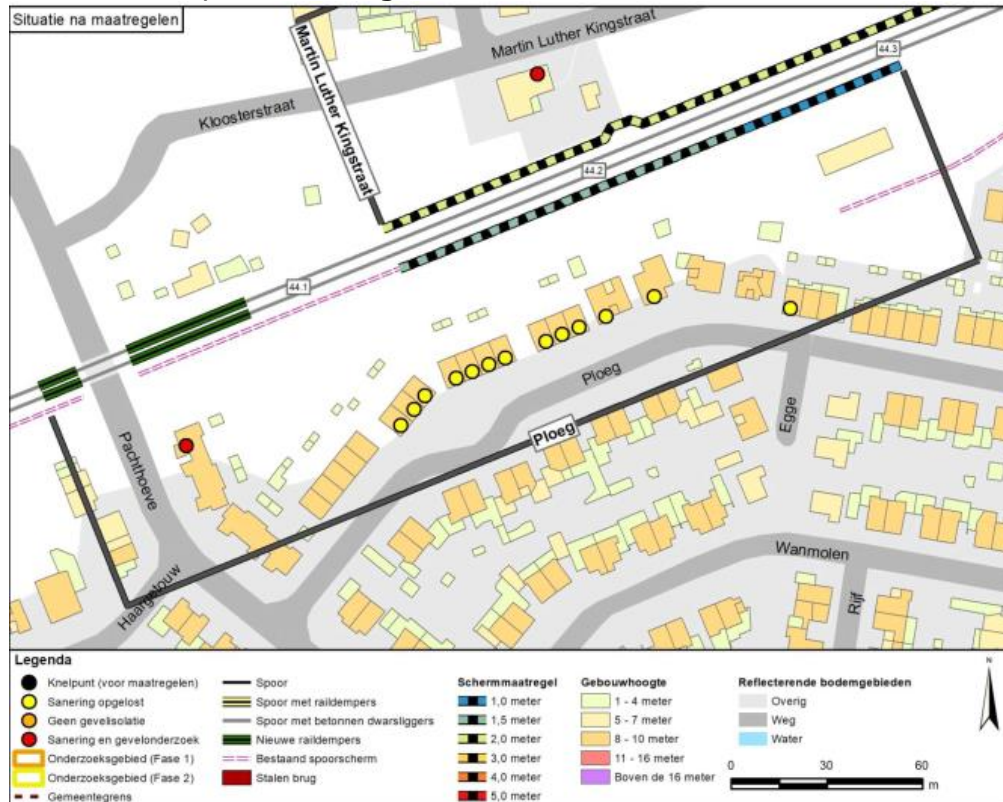 Situatie na maatregelen
Martin Luther Kingstraat
Martin Luther Kingstraat
Kloosterstraat
44.3
44.2
44.1
Ploeg
Ploeg
Egge
Pachthoeve
Haargetouw
Wanmolen
Rijf
Legenda
Knelpunt (voor maatregelen)
Sanering opgelost
Geen gevelisolatie
Sanering en gevelonderzoek
Onderzoeksgebied (Fase 1)
Onderzoeksgebied (Fase 2)
Gemeentegrens
Spoor
Spoor met raildempers
Spoor met betonnen dwarsliggers
Nieuwe raildempers
Bestaand spoorscherm
Stalen brug
Schermmaatregel
1,0 meter
1,5 meter
2,0 meter
3,0 meter
4,0 meter
5,0 meter
Gebouwhoogte
1 - 4 meter
5 - 7 meter
8 - 10 meter
11 - 16 meter
Boven de 16 meter
Reflecterende bodemgebieden
Overig
Weg
Water
N
0 30 60
m